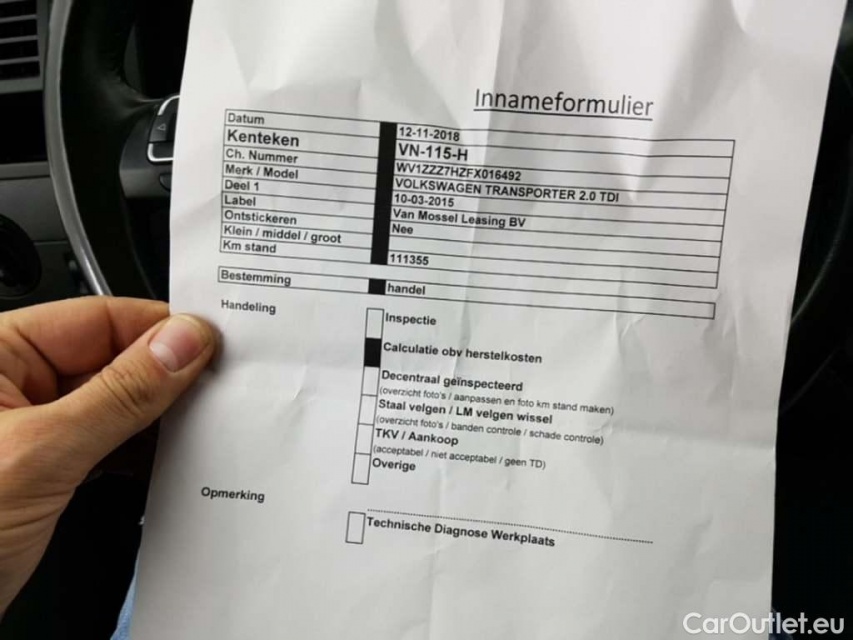 Innameformulier
Datum 12-11-2018
Kenteken VN-115-H
Ch. Nummer WV1ZZZ7HZFX016492
Merk / Model VOLKSWAGEN TRANSPORTER 2.0 TDI
Deel 1 10-03-2015
Label Van Mossel Leasing BV
Ontstickeren Nee
Klein / middel / groot
Km stand 111355
Bestemming handel
Handeling
Inspectie
Calculatie obv herstelkosten
Decentraal geïnspecteerd
(overzicht foto's / aanpassen en foto km stand maken)
Staal velgen / LM velgen wissel
(overzicht foto's / banden controle / schade controle)
TKV / Aankoop
(acceptabel / niet acceptabel / geen TD)
Overige
Opmerking
Technische Diagnose Werkplaats
CarOutlet.eu